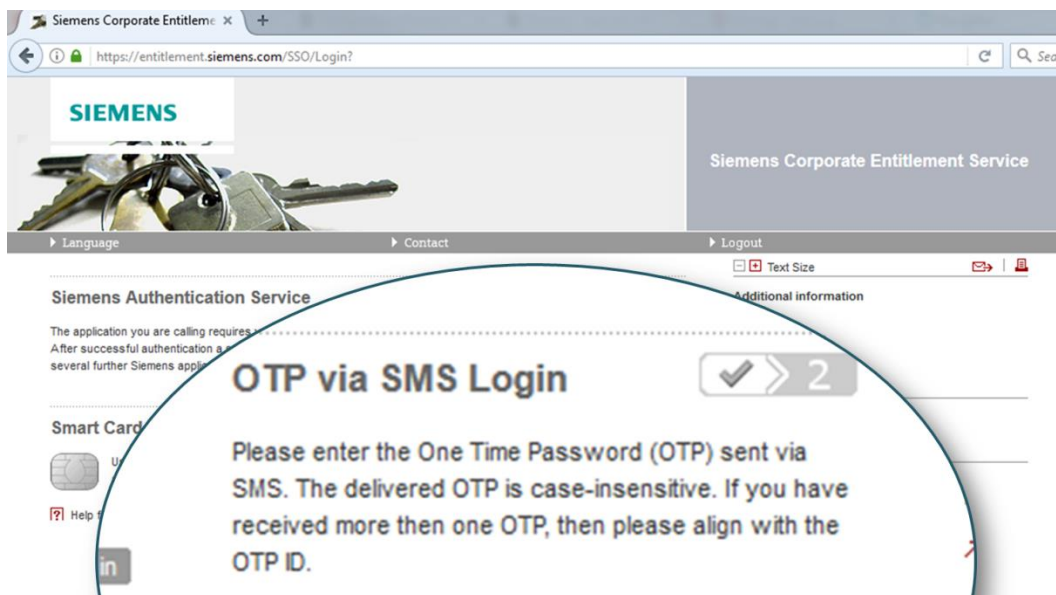 Siemens Corporate Entitleme × +
https://entitlement.siemens.com/SSO/Login?
SIEMENS
Siemens Corporate Entitlement Service
Language Contact Logout
Text Size
Siemens Authentication Service
Additional information
The application you are calling requires
After successful authentication a
several further Siemens
OTP via SMS Login
2
Smart Card
Please enter the One Time Password (OTP) sent via
SMS. The delivered OTP is case-insensitive. If you have
received more then one OTP, then please align with the
OTP ID.
Help
in